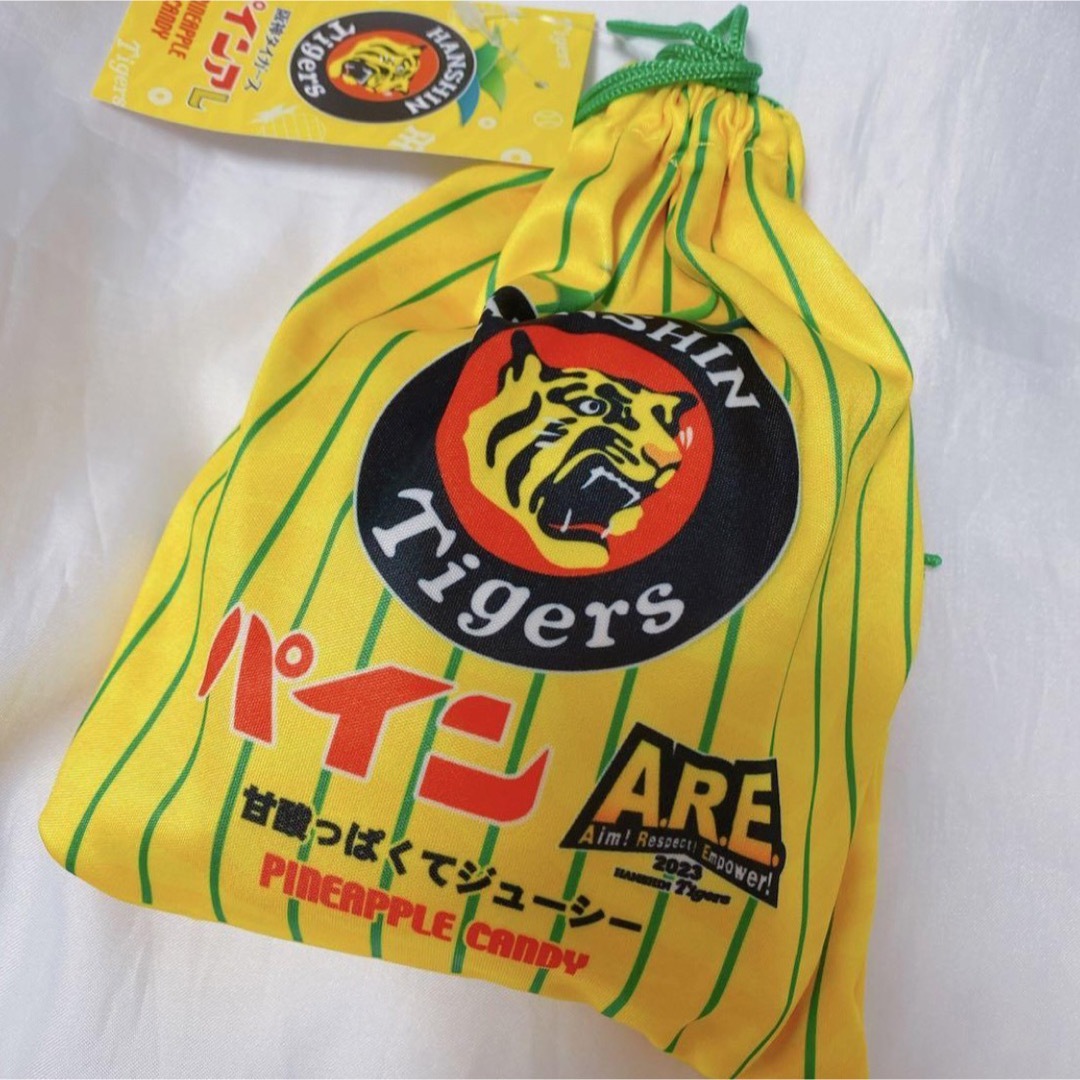 Tigers
阪神タイガース
パインアレ
PINEAPPLE
CANDY
HANSHIN
Tigers
Tigers
HANSHIN
Tigers
パイン
甘酸っぱくてジューシー
PINEAPPLE CANDY
A.R.E.
Aim! Respect! Empower!
2023
HANSHIN Tigers